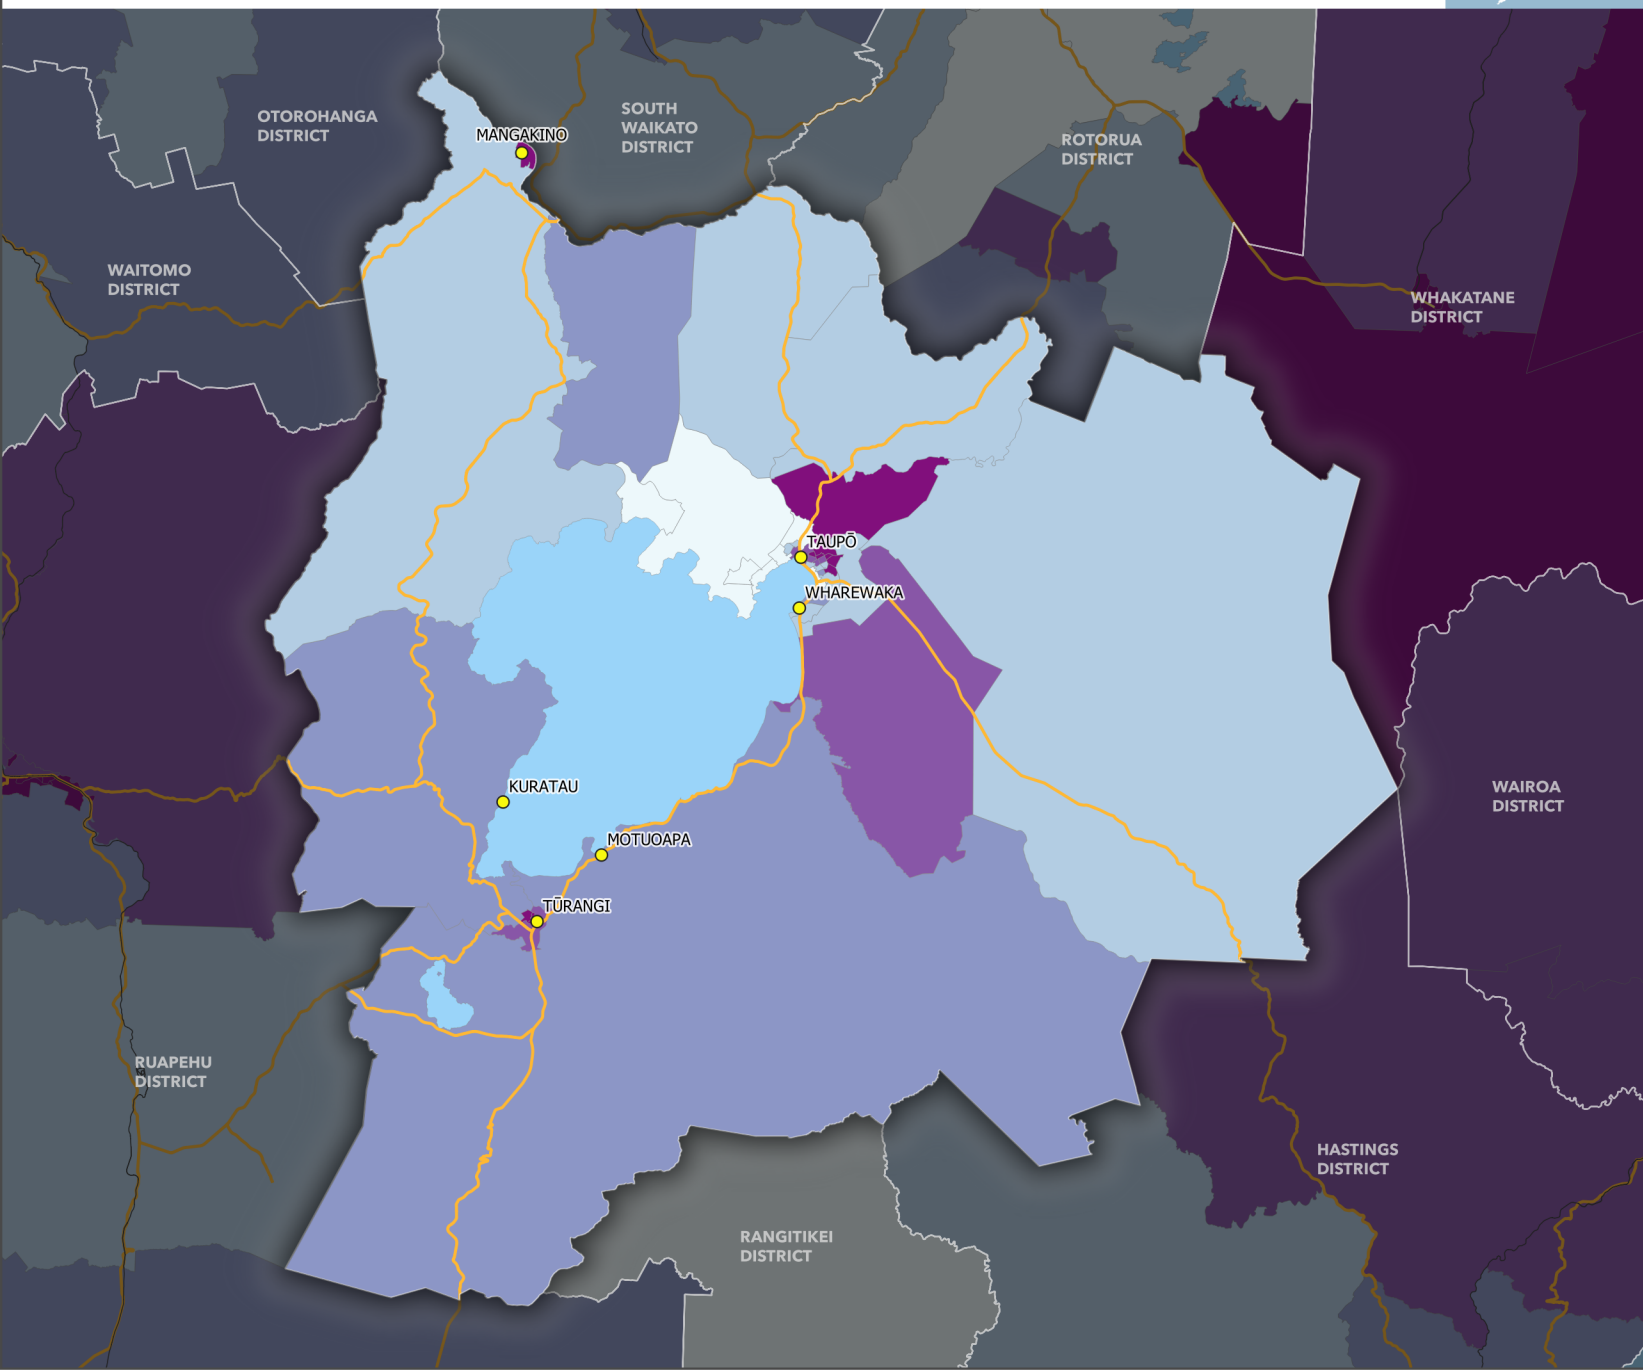 OTOROHANGA
DISTRICT
SOUTH
WAIKATO
DISTRICT
MANGAKINO
ROTORUA
DISTRICT
WAITOMO
DISTRICT
WHAKATANE
DISTRICT
TAUPŌ
WHAREWAKA
KURATAU
WAIROA
DISTRICT
MOTUOAPA
TŪRANGI
RUAPEHU
DISTRICT
HASTINGS
DISTRICT
RANGITIKEI
DISTRICT